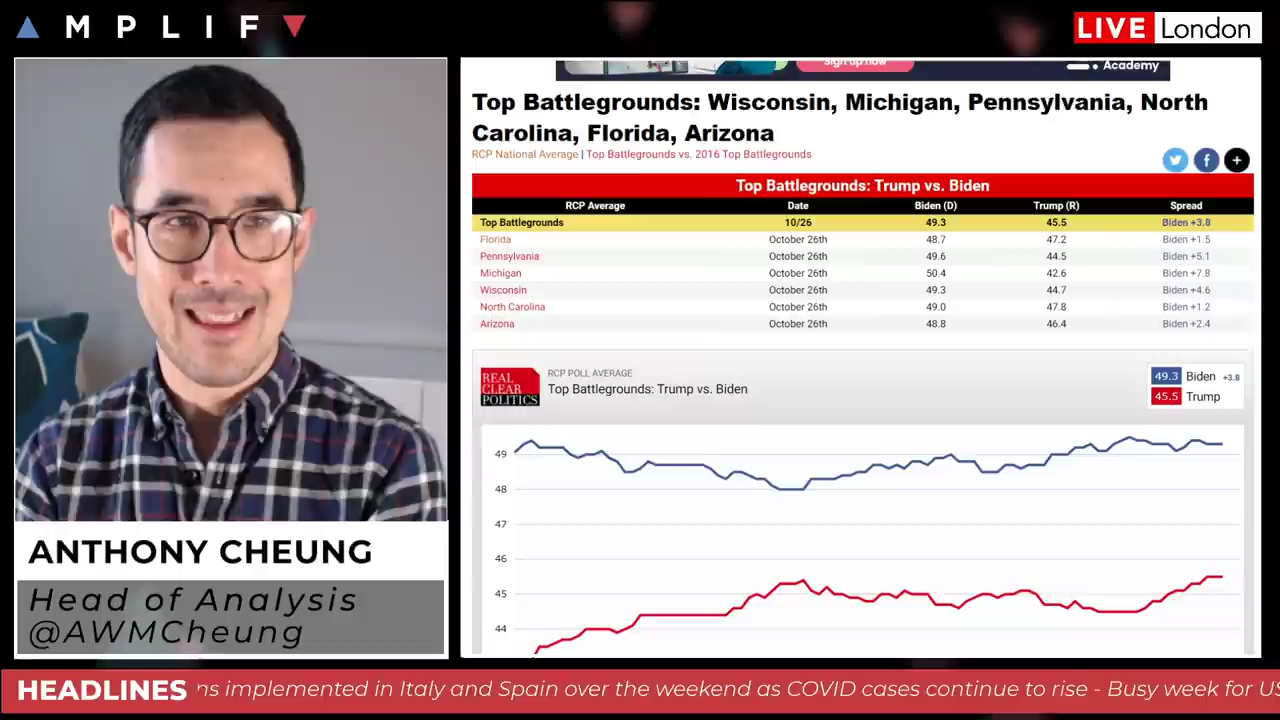 AMPLIFY
LIVE London
Sign up now
Academy
Top Battlegrounds: Wisconsin, Michigan, Pennsylvania, North
Carolina, Florida, Arizona
RCP National Average | Top Battlegrounds vs. 2016 Top Battlegrounds
Top Battlegrounds: Trump vs. Biden
RCP Average Date Biden (D) Trump (R) Spread
Top Battlegrounds 10/26 49.3 45.5 Biden +3.8
Florida October 26th 48.7 47.2 Biden +1.5
Pennsylvania October 26th 49.6 44.5 Biden +5.1
Michigan October 26th 50.4 42.6 Biden +7.8
Wisconsin October 26th 49.3 44.7 Biden +4.6
North Carolina October 26th 49.0 47.8 Biden +1.2
Arizona October 26th 48.8 46.4 Biden +2.4
REAL
CLEAR
POLITICS
RCP POLL AVERAGE
Top Battlegrounds: Trump vs. Biden
49.3 Biden +3.8
45.5 Trump
49
48
47
46
45
44
ANTHONY CHEUNG
Head of Analysis
@AWMCheung
HEADLINES ns implemented in Italy and Spain over the weekend as COVID cases continue to rise - Busy week for US